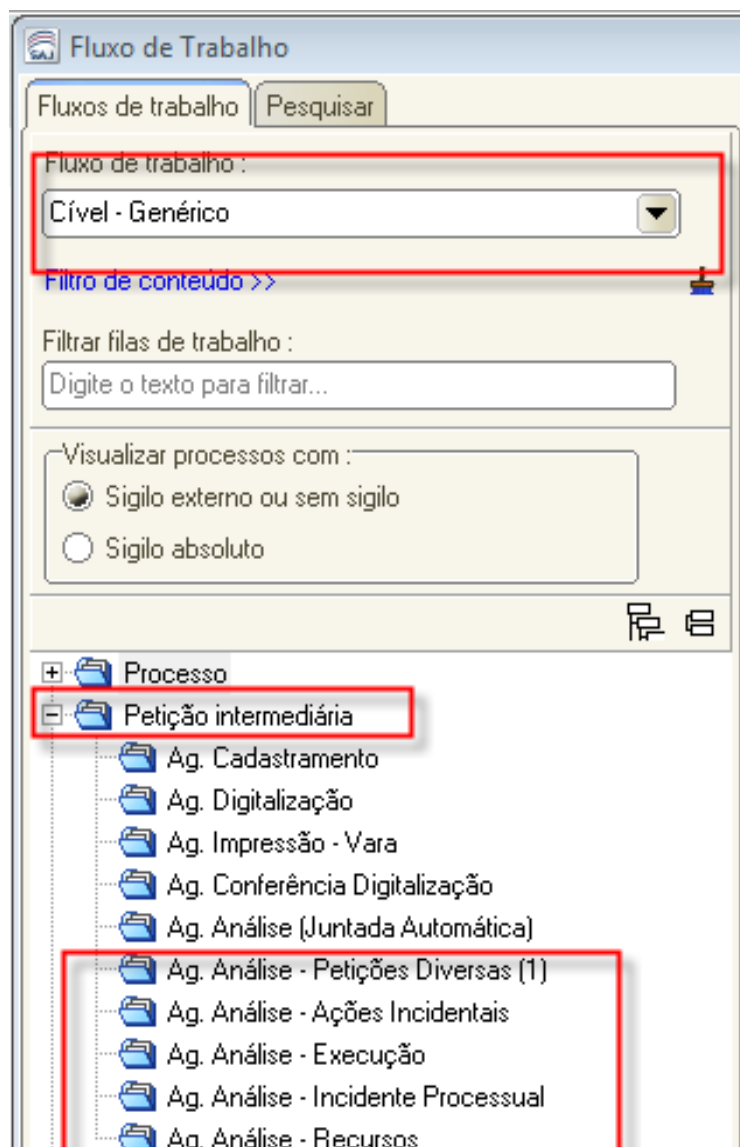 SAJ Fluxo de Trabalho
Fluxos de trabalho Pesquisar
Fluxo de trabalho :
Cível - Genérico
Filtro de conteúdo >>
Filtrar filas de trabalho :
Digite o texto para filtrar...
Visualizar processos com :
Sigilo externo ou sem sigilo
Sigilo absoluto
Processo
Petição intermediária
Ag. Cadastramento
Ag. Digitalização
Ag. Impressão - Vara
Ag. Conferência Digitalização
Ag. Análise (Juntada Automática)
Ag. Análise - Petições Diversas (1)
Ag. Análise - Ações Incidentais
Ag. Análise - Execução
Ag. Análise - Incidente Processual
Ag. Análise - Recursos